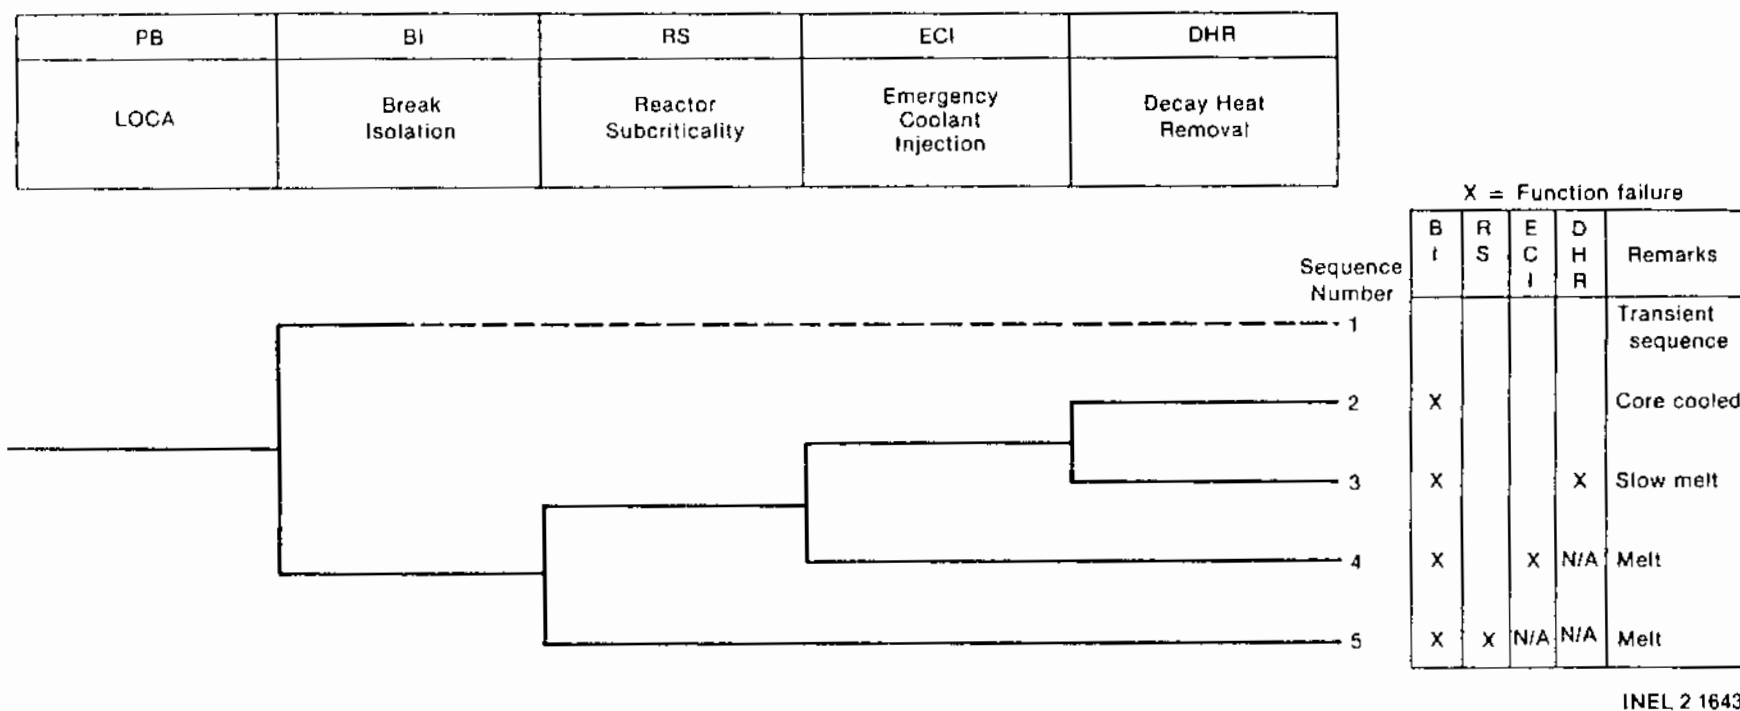 PB BI RS ECI DHR
LOCA
Break
Isolation
Reactor
Subcriticality
Emergency
Coolant
Injection
Decay Heat
Removal
X = Function failure
Sequence
Number
B
I
R
S
E
C
I
D
H
R
Remarks
1 Transient
sequence
2 X Core cooled
3 X X Slow melt
4 X X N/A Melt
5 X X N/A N/A Melt
INEL 2 1643